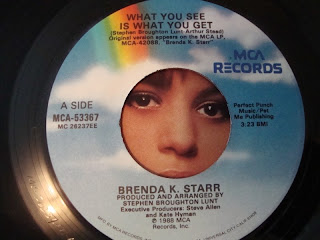 WHAT YOU SEE
IS WHAT YOU GET
(Stephen Broughton Lunt Arthur Stead)
Original version appears on the MCA LP,
MCA-42088, "Brenda K. Starr"
MCA
RECORDS
A SIDE
MCA-53367
MC 28237EE
Perfect Punch
Music/Pet
Me Publishing
3:23 BMI
BRENDA K. STARR
PRODUCED AND ARRANGED BY
STEPHEN BROUGHTON LUNT
Executive Producers: Steve Allen
and Kate Hyman
℗ 1988 MCA
Records, Inc.